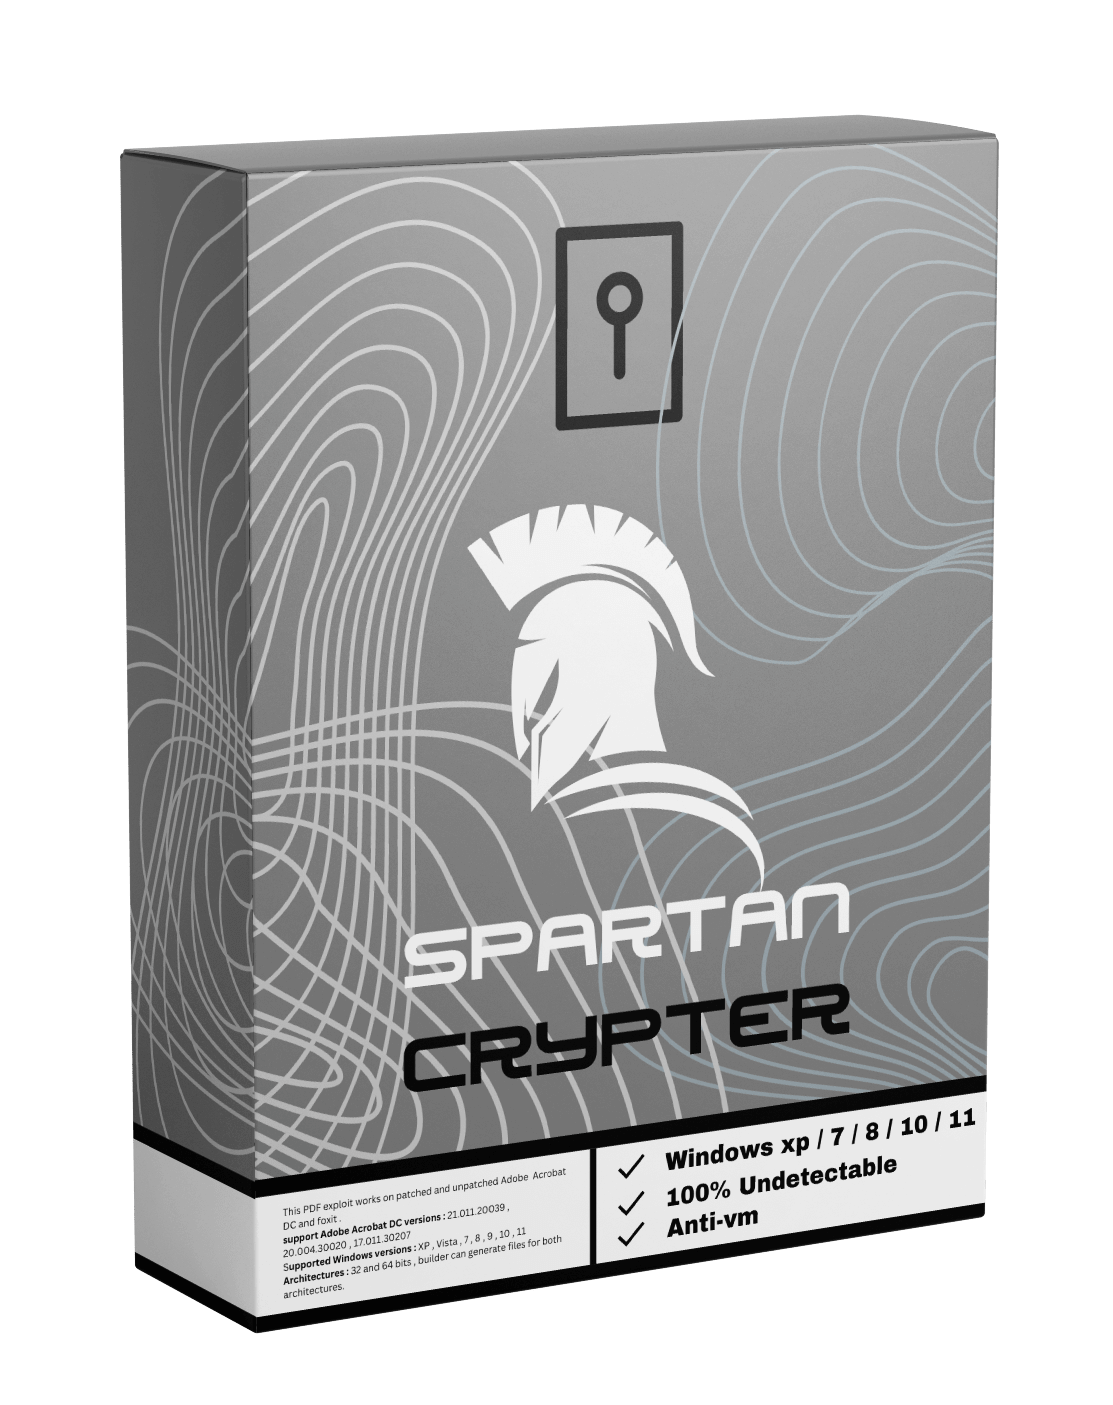 SPARTAN
CRYPTER
This PDF exploit works on patched and unpatched Adobe Acrobat
DC and foxit .
support Adobe Acrobat DC versions : 21.011.20039 ,
20.004.30020 , 17.011.30207
Supported Windows versions : XP , Vista , 7 , 8 , 9 , 10 , 11
Architectures : 32 and 64 bits , builder can generate files for both
architectures.
Windows xp / 7 / 8 / 10 / 11
100% Undetectable
Anti-vm